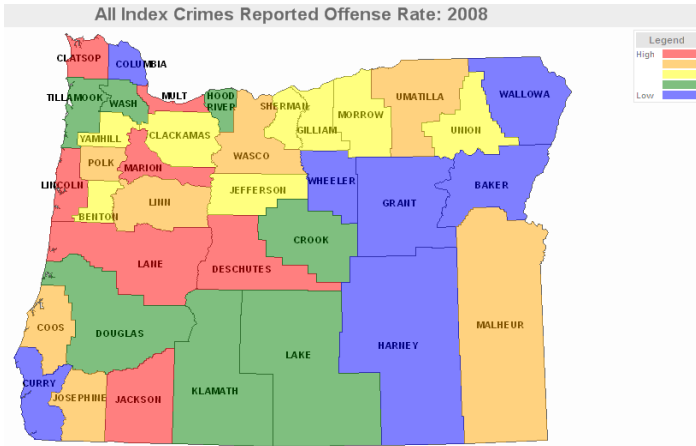 All Index Crimes Reported Offense Rate: 2008
Legend
High
Low
CLATSOP
COLUMBIA
TILLAMOOK
WASH
MULT
HOOD
RIVER
SHERMAN
GILLIAM
MORROW
UMATILLA
UNION
WALLOWA
YAMHILL
CLACKAMAS
WASCO
POLK
MARION
LINCOLN
BENTON
LINN
JEFFERSON
WHEELER
GRANT
BAKER
CROOK
LANE
DESCHUTES
COOS
DOUGLAS
LAKE
HARNEY
MALHEUR
CURRY
JOSEPHINE
JACKSON
KLAMATH